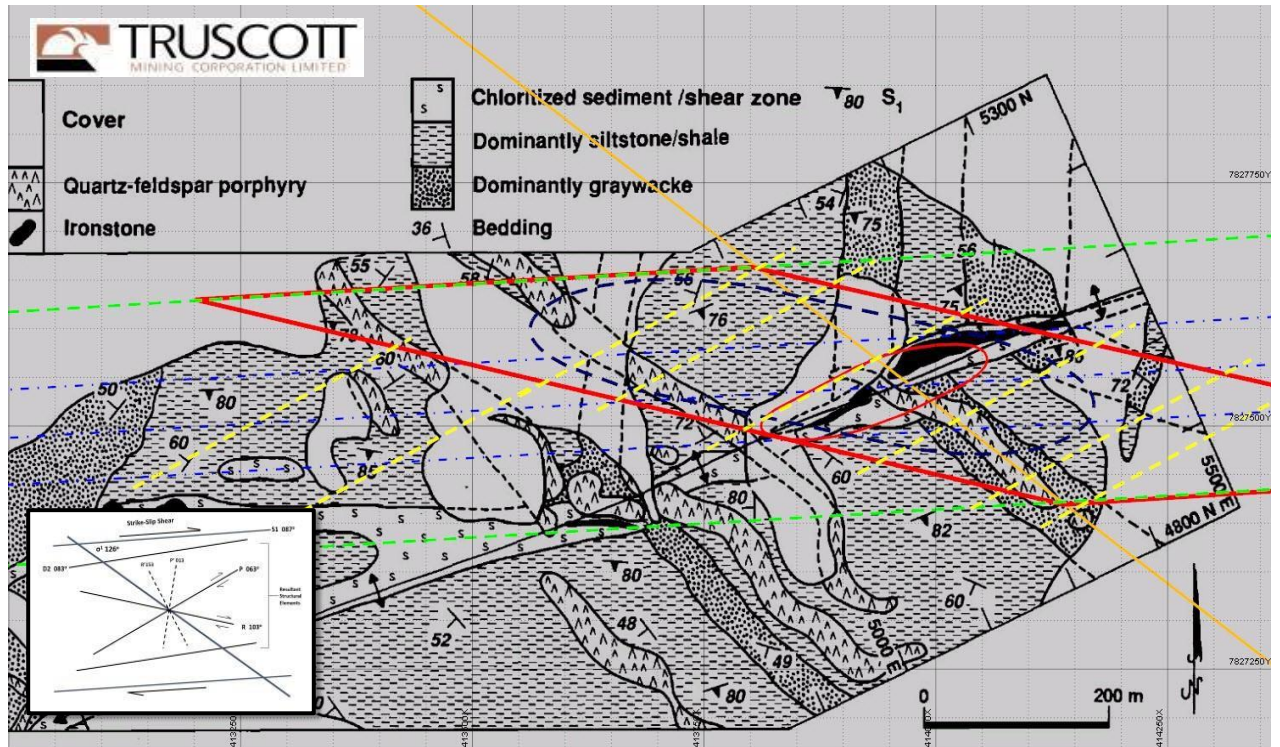 TRUSCOTT
MINING CORPORATION LIMITED
Cover
Quartz-feldspar porphyry
Ironstone
S
S
Chloritized sediment /shear zone
80 S1
Dominantly siltstone/shale
Dominantly graywacke
36 Bedding
5300 N
7827750Y
54
75
56
55
58
56
75
76
78
60
80
50
80
72
7827500Y
60
85
77
60
80
82
5500 E
4800 N
80
60
48
52
5000 E
49
80
7827250Y
0 200 m
Strike-Slip Shear
S1 087°
σ¹ 126°
D2 083°
P 063°
Resultant
Structural
Elements
R 103°